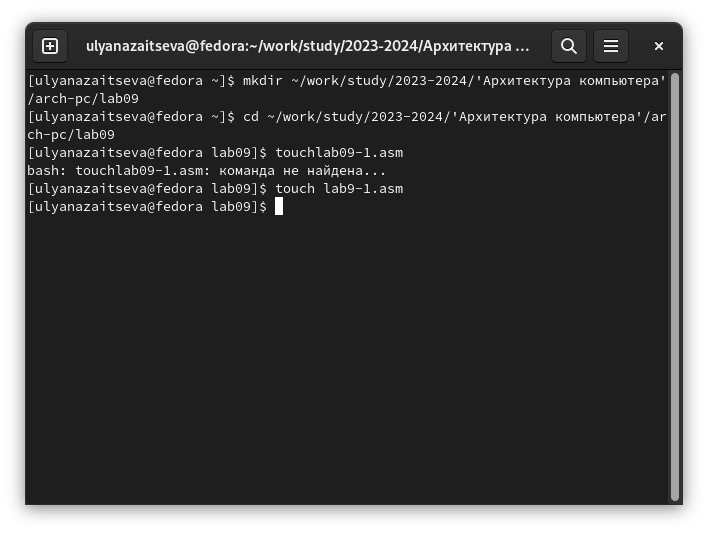 ulyanazaitseva@fedora:~/work/study/2023-2024/Архитектура ...
[ulyanazaitseva@fedora ~]$ mkdir ~/work/study/2023-2024/'Архитектура компьютера'
/arch-pc/lab09
[ulyanazaitseva@fedora ~]$ cd ~/work/study/2023-2024/'Архитектура компьютера'/ar
ch-pc/lab09
[ulyanazaitseva@fedora lab09]$ touchlab09-1.asm
bash: touchlab09-1.asm: команда не найдена...
[ulyanazaitseva@fedora lab09]$ touch lab9-1.asm
[ulyanazaitseva@fedora lab09]$